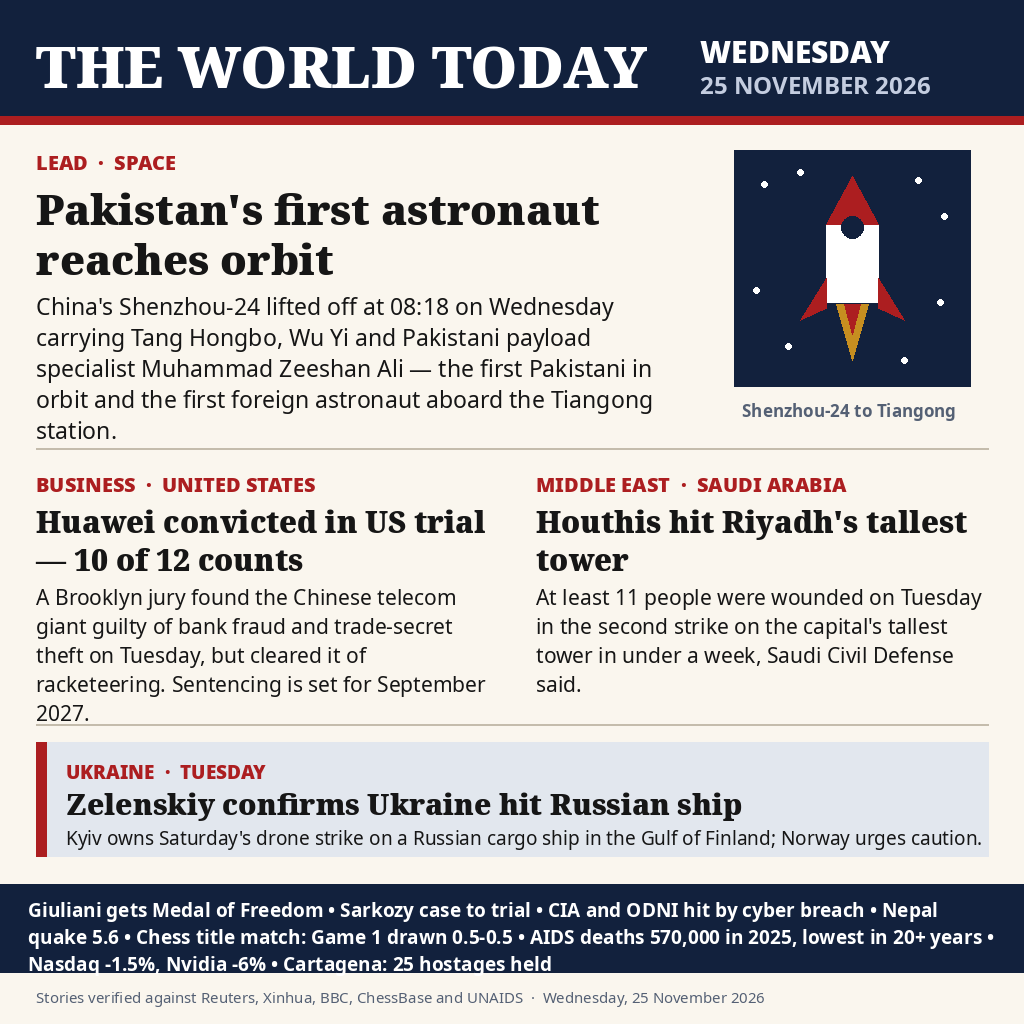 THE WORLD TODAY
WEDNESDAY
25 NOVEMBER 2026
LEAD · SPACE
Pakistan's first astronaut
reaches orbit
China's Shenzhou-24 lifted off at 08:18 on Wednesday
carrying Tang Hongbo, Wu Yi and Pakistani payload
specialist Muhammad Zeeshan Ali — the first Pakistani in
orbit and the first foreign astronaut aboard the Tiangong
station.
Shenzhou-24 to Tiangong
BUSINESS · UNITED STATES
Huawei convicted in US trial
— 10 of 12 counts
A Brooklyn jury found the Chinese telecom
giant guilty of bank fraud and trade-secret
theft on Tuesday, but cleared it of
racketeering. Sentencing is set for September
2027.
MIDDLE EAST · SAUDI ARABIA
Houthis hit Riyadh's tallest
tower
At least 11 people were wounded on Tuesday
in the second strike on the capital's tallest
tower in under a week, Saudi Civil Defense
said.
UKRAINE · TUESDAY
Zelenskiy confirms Ukraine hit Russian ship
Kyiv owns Saturday's drone strike on a Russian cargo ship in the Gulf of Finland; Norway urges caution.
Giuliani gets Medal of Freedom • Sarkozy case to trial • CIA and ODNI hit by cyber breach • Nepal
quake 5.6 • Chess title match: Game 1 drawn 0.5-0.5 • AIDS deaths 570,000 in 2025, lowest in 20+ years •
Nasdaq -1.5%, Nvidia -6% • Cartagena: 25 hostages held
Stories verified against Reuters, Xinhua, BBC, ChessBase and UNAIDS · Wednesday, 25 November 2026